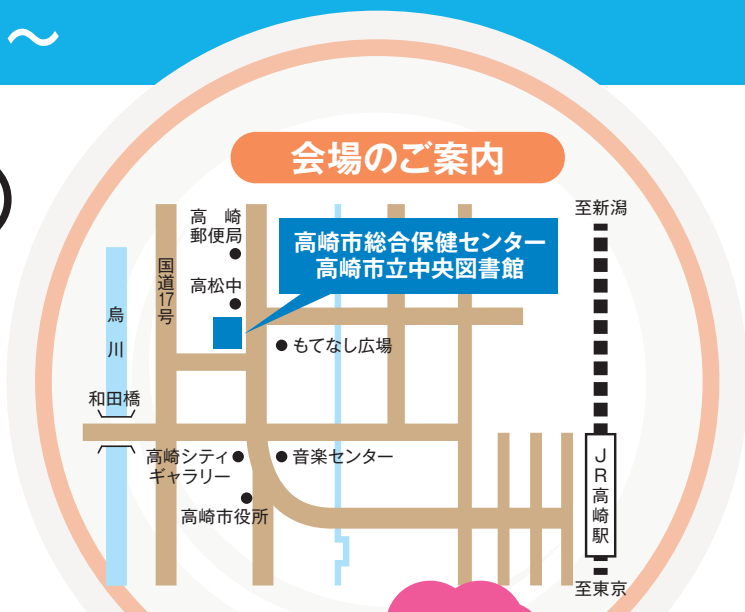 ～
会場のご案内
至新潟
高崎
郵便局
高崎市総合保健センター
高崎市立中央図書館
国道17号
高松中
烏川
もてなし広場
和田橋
高崎シティ
ギャラリー
音楽センター
JR高崎駅
高崎市役所
至東京